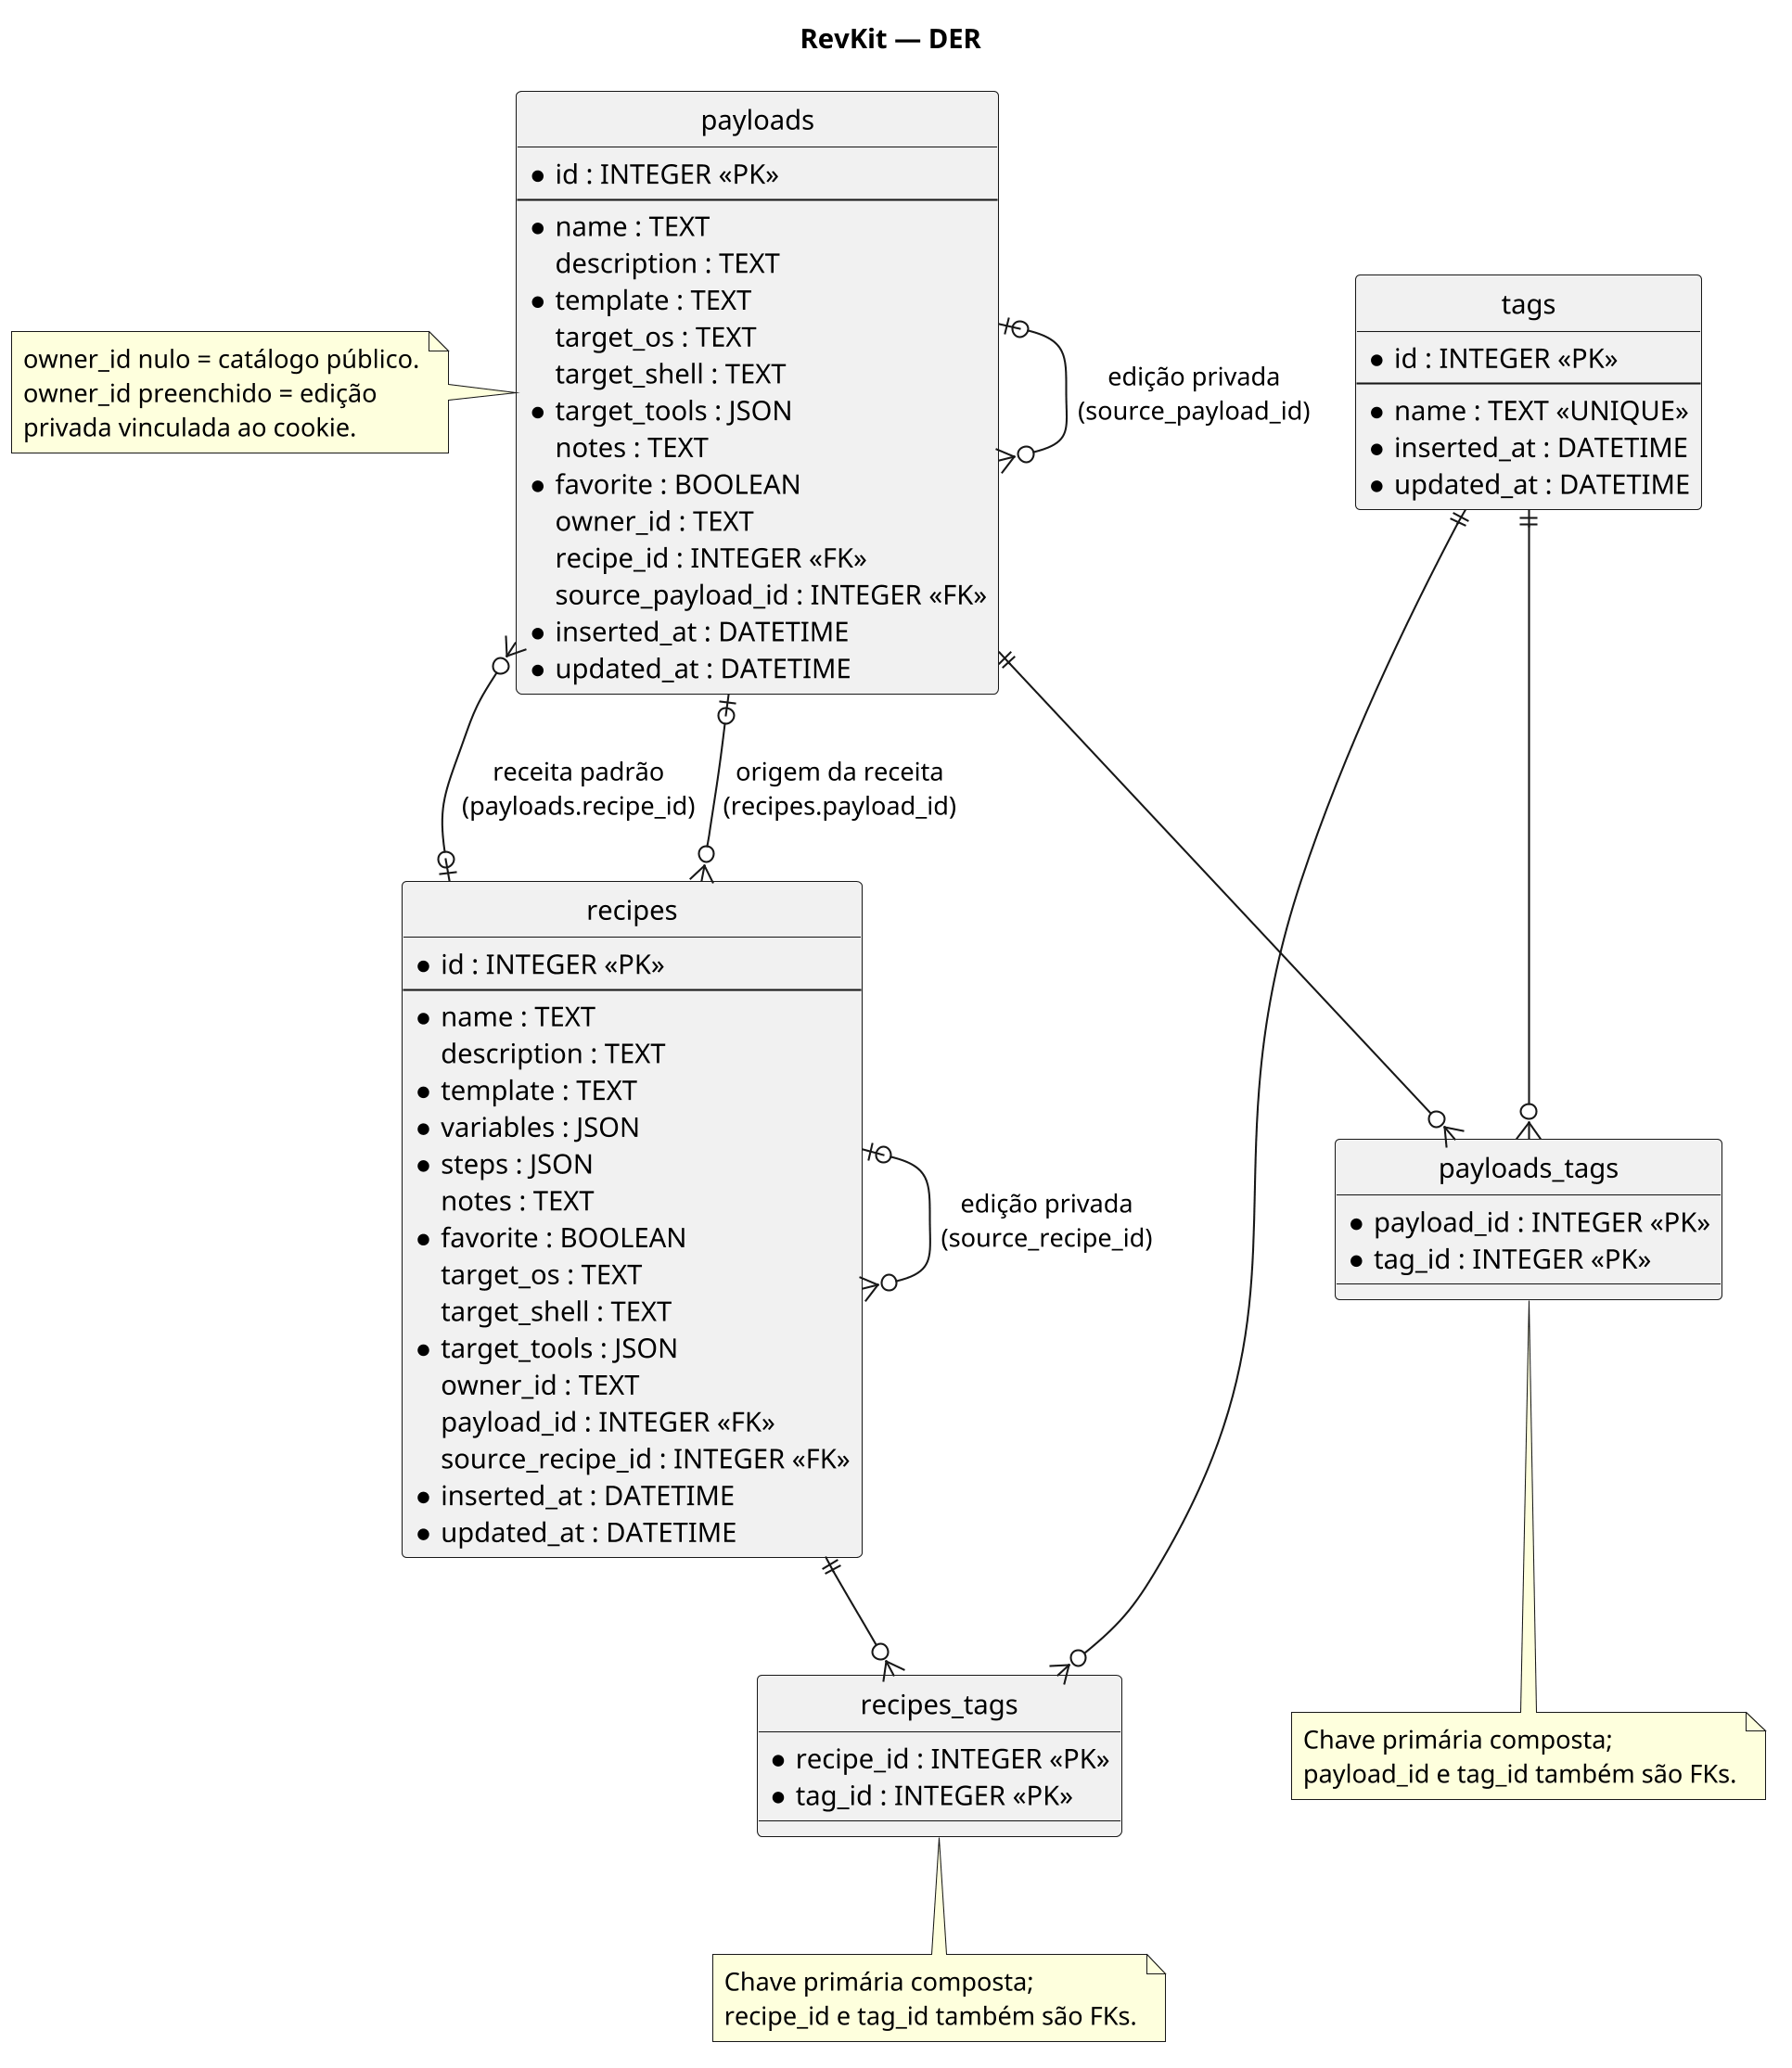 RevKit — DER
payloads
id : INTEGER «PK»
name : TEXT
description : TEXT
template : TEXT
target_os : TEXT
target_shell : TEXT
target_tools : JSON
notes : TEXT
favorite : BOOLEAN
owner_id : TEXT
recipe_id : INTEGER «FK»
source_payload_id : INTEGER «FK»
inserted_at : DATETIME
updated_at : DATETIME
owner_id nulo = catálogo público.
owner_id preenchido = edição
privada vinculada ao cookie.
edição privada
(source_payload_id)
tags
id : INTEGER «PK»
name : TEXT «UNIQUE»
inserted_at : DATETIME
updated_at : DATETIME
receita padrão
(payloads.recipe_id)
origem da receita
(recipes.payload_id)
recipes
id : INTEGER «PK»
name : TEXT
description : TEXT
template : TEXT
variables : JSON
steps : JSON
notes : TEXT
favorite : BOOLEAN
target_os : TEXT
target_shell : TEXT
target_tools : JSON
owner_id : TEXT
payload_id : INTEGER «FK»
source_recipe_id : INTEGER «FK»
inserted_at : DATETIME
updated_at : DATETIME
edição privada
(source_recipe_id)
payloads_tags
payload_id : INTEGER «PK»
tag_id : INTEGER «PK»
recipes_tags
recipe_id : INTEGER «PK»
tag_id : INTEGER «PK»
Chave primária composta;
payload_id e tag_id também são FKs.
Chave primária composta;
recipe_id e tag_id também são FKs.